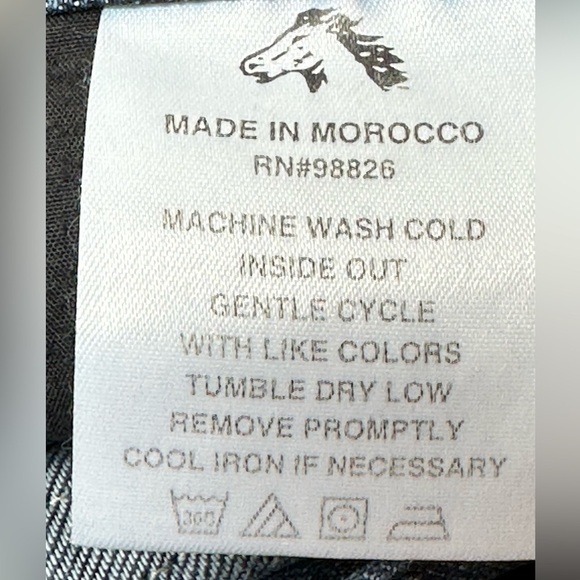 MADE IN MOROCCO
RN#98826
MACHINE WASH COLD
INSIDE OUT
GENTLE CYCLE
WITH LIKE COLORS
TUMBLE DRY LOW
REMOVE PROMPTLY
COOL IRON IF NECESSARY